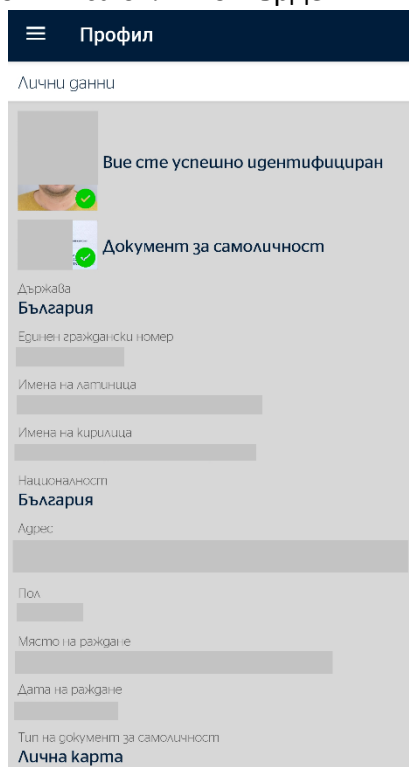 Профил
Лични данни
Вие сте успешно идентифициран
Документ за самоличност
Държава
България
Единен граждански номер
Имена на латиница
Имена на кирилица
Националност
България
Адрес
Пол
Място на раждане
Дата на раждане
Тип на документ за самоличност
Лична карта